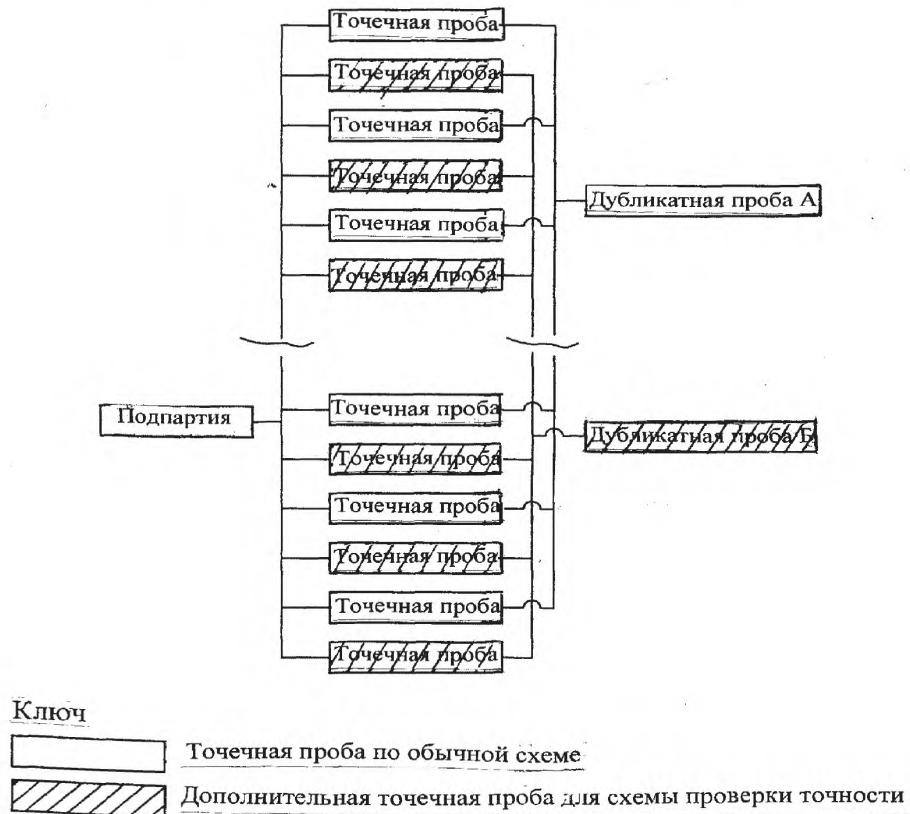 Точечная проба
Точечная проба
Точечная проба
Точечная проба
Точечная проба
Точечная проба
Дубликатная проба А
Подпартия
Точечная проба
Точечная проба
Точечная проба
Точечная проба
Точечная проба
Точечная проба
Дубликатная проба Б
Ключ
Точечная проба по обычной схеме
Дополнительная точечная проба для схемы проверки точности